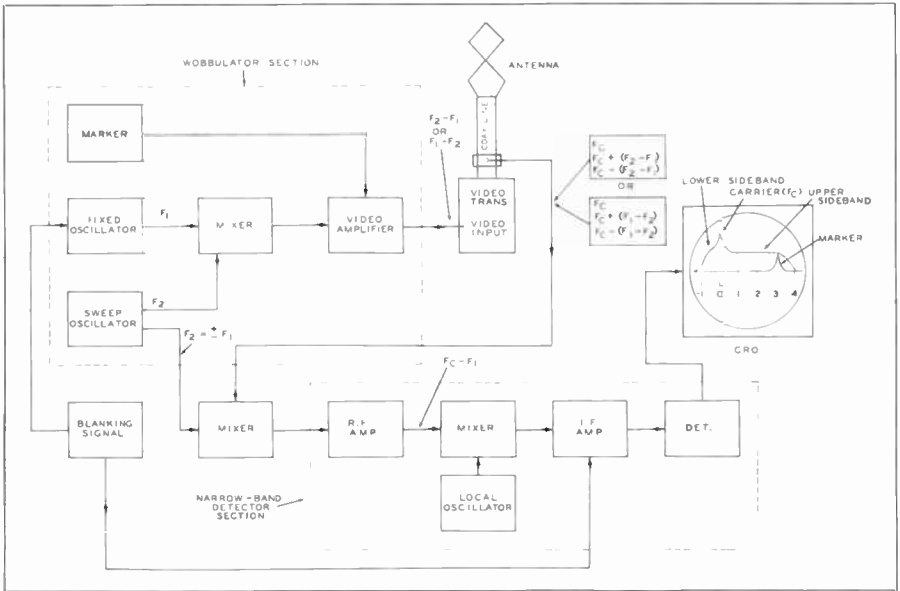 WOBBULATOR SECTION
ANTENNA
MARKER
F2-F1
OR
F1-F2
COAX LINE
FC
FC + (F2-F1)
FC - (F2-F1)
OR
FC
FC + (F1-F2)
FC - (F1-F2)
LOWER SIDEBAND
CARRIER (FC) UPPER
SIDEBAND
MARKER
FIXED
OSCILLATOR
F1
MIXER
VIDEO
AMPLIFIER
VIDEO
TRANS
VIDEO
INPUT
-1 0 1 2 3 4
CRO
SWEEP
OSCILLATOR
F2
F2 = ± F1
FC-F1
BLANKING
SIGNAL
MIXER
R.F
AMP
MIXER
I.F
AMP
DET.
LOCAL
OSCILLATOR
NARROW-BAND
DETECTOR
SECTION